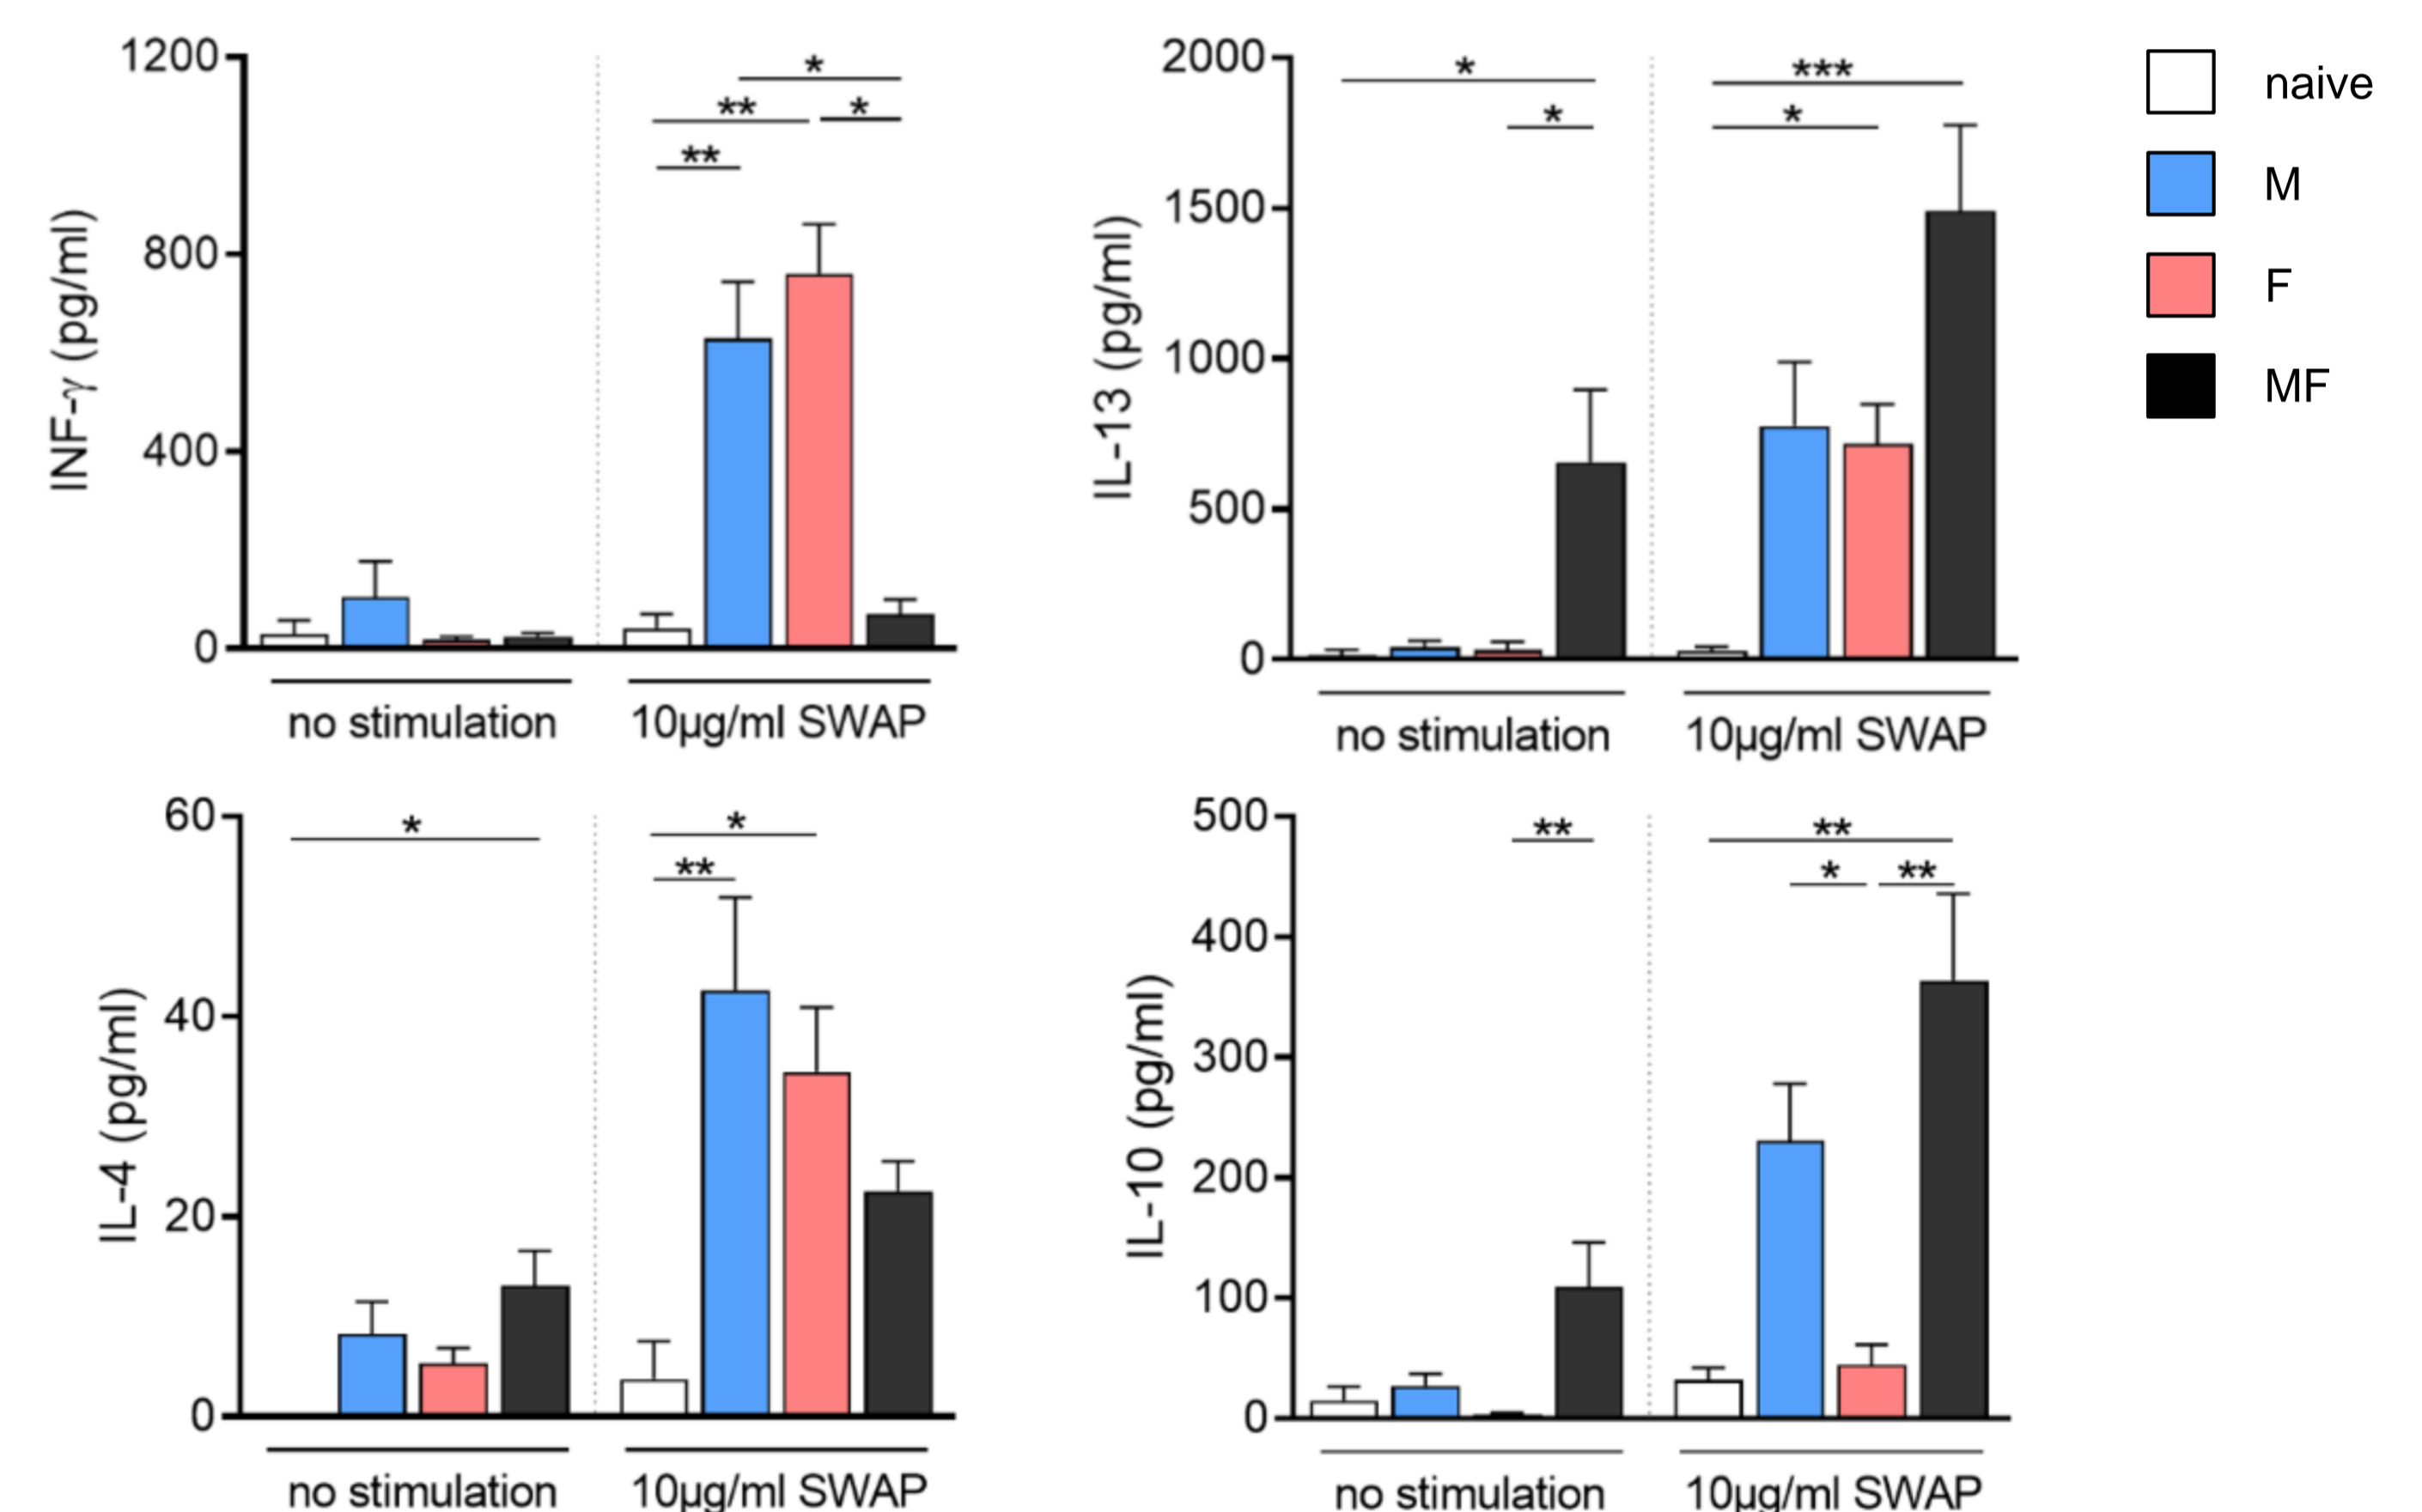 1200
800
400
0
INF-γ (pg/ml)
*
**
*
**
no stimulation
10µg/ml SWAP
2000
1500
1000
500
0
IL-13 (pg/ml)
*
*
***
*
no stimulation
10µg/ml SWAP
naive
M
F
MF
60
40
20
0
IL-4 (pg/ml)
*
*
**
no stimulation
10µg/ml SWAP
500
400
300
200
100
0
IL-10 (pg/ml)
**
**
*
**
no stimulation
10µg/ml SWAP